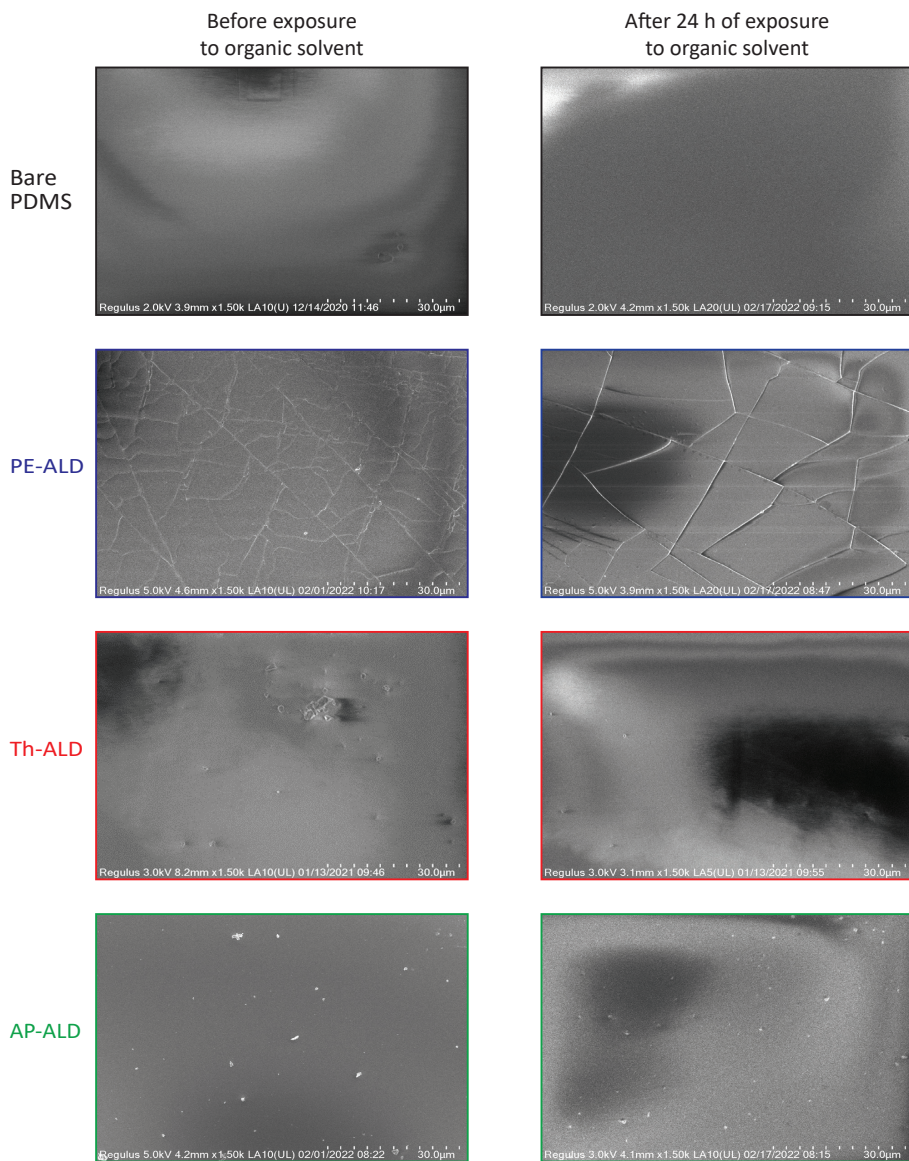 Before exposure
to organic solvent
After 24 h of exposure
to organic solvent
Bare
PDMS
Regulus 2.0kV 3.9mm x1.50k LA10(U) 12/14/2020 11:46 30.0µm
Regulus 2.0kV 4.2mm x1.50k LA20(UL) 02/17/2022 09:15 30.0µm
PE-ALD
Regulus 5.0kV 4.6mm x1.50k LA10(UL) 02/01/2022 10:17 30.0µm
Regulus 5.0kV 3.9mm x1.50k LA20(UL) 02/17/2022 08:47 30.0µm
Th-ALD
Regulus 3.0kV 8.2mm x1.50k LA10(UL) 01/13/2021 09:46 30.0µm
Regulus 3.0kV 3.1mm x1.50k LA5(UL) 01/13/2021 09:55 30.0µm
AP-ALD
Regulus 5.0kV 4.2mm x1.50k LA10(UL) 02/01/2022 08:22 30.0µm
Regulus 3.0kV 4.1mm x1.50k LA10(UL) 02/17/2022 08:15 30.0µm